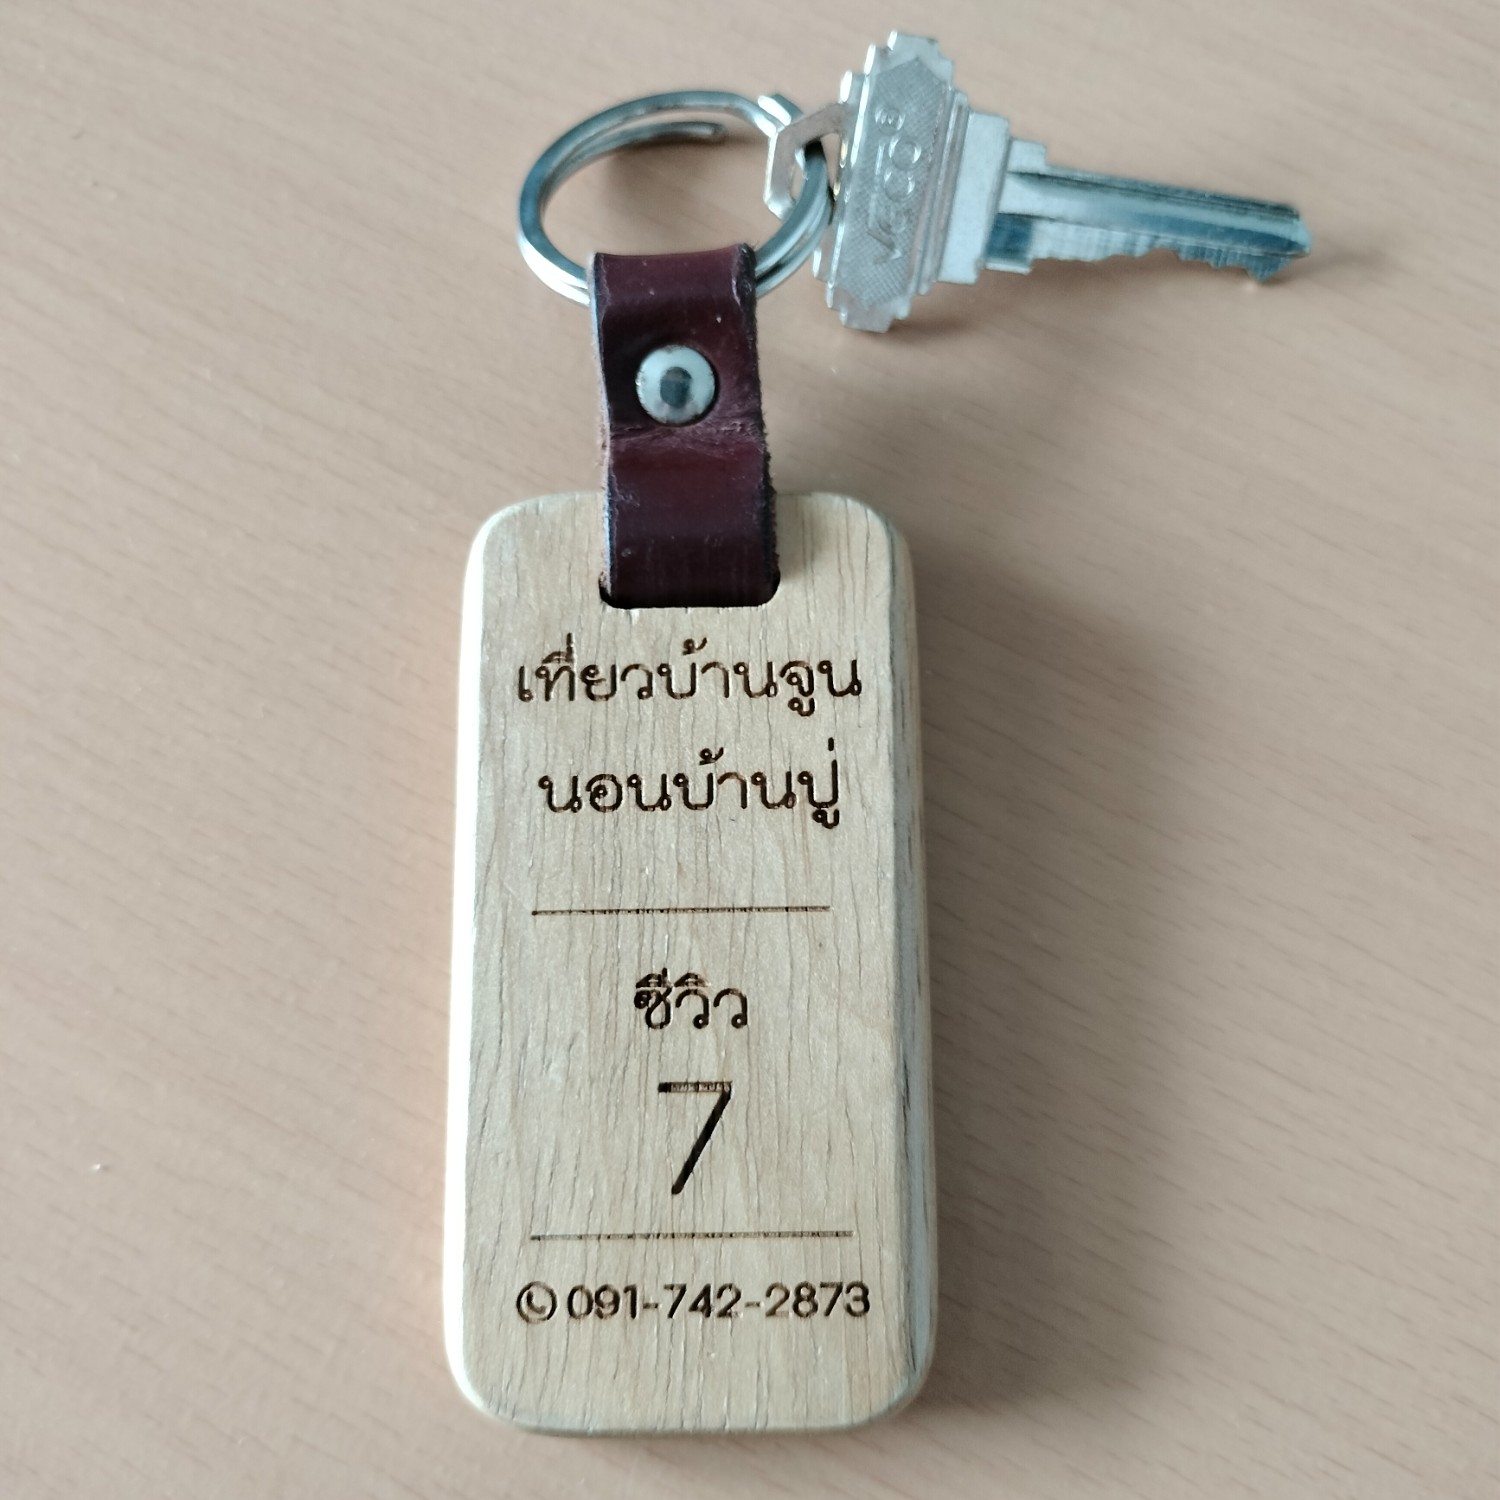 VECO
เที่ยวบ้านจูน
นอนบ้านปู่
ซีวิว
7
091-742-2873